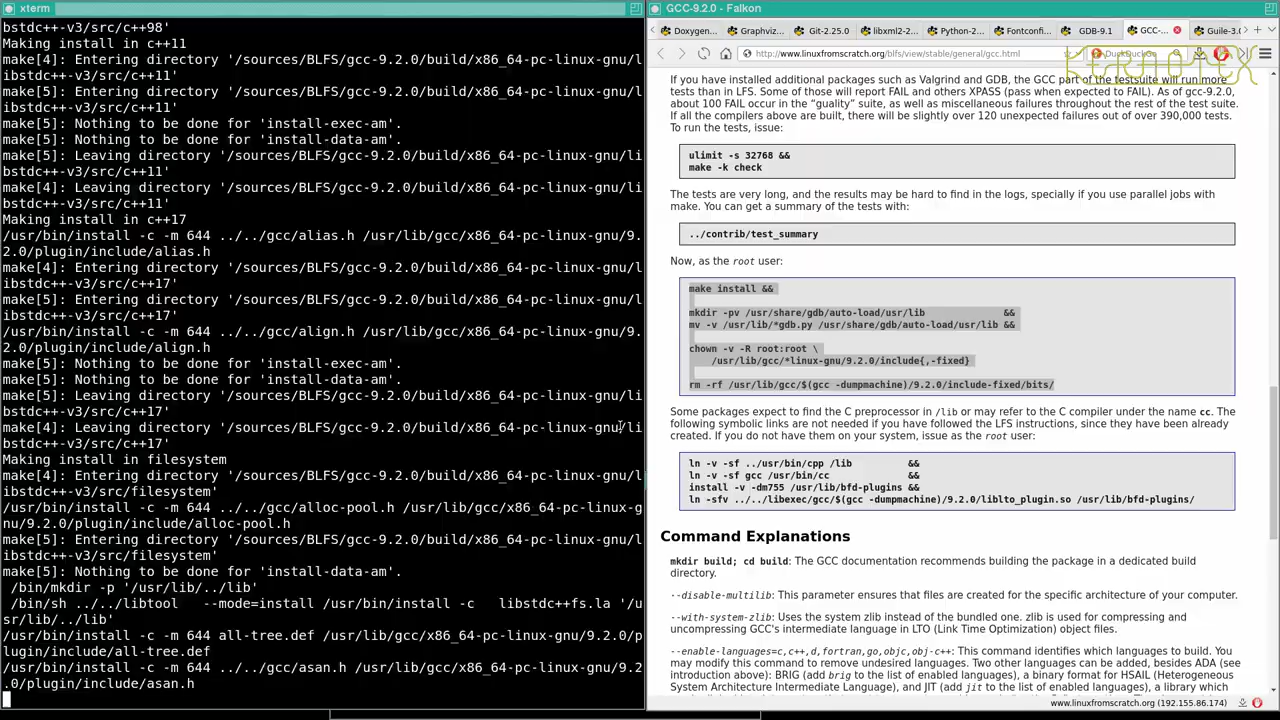 xterm
bstdc++-v3/src/c++98'
Making install in c++11
make[4]: Entering directory '/sources/BLFS/gcc-9.2.0/build/x86_64-pc-linux-gnu/l
ibstdc++-v3/src/c++11'
make[5]: Entering directory '/sources/BLFS/gcc-9.2.0/build/x86_64-pc-linux-gnu/l
ibstdc++-v3/src/c++11'
make[5]: Nothing to be done for 'install-exec-am'.
make[5]: Nothing to be done for 'install-data-am'.
make[5]: Leaving directory '/sources/BLFS/gcc-9.2.0/build/x86_64-pc-linux-gnu/li
bstdc++-v3/src/c++11'
make[4]: Leaving directory '/sources/BLFS/gcc-9.2.0/build/x86_64-pc-linux-gnu/li
bstdc++-v3/src/c++11'
Making install in c++17
/usr/bin/install -c -m 644 ../../gcc/alias.h /usr/lib/gcc/x86_64-pc-linux-gnu/9.
2.0/plugin/include/alias.h
make[4]: Entering directory '/sources/BLFS/gcc-9.2.0/build/x86_64-pc-linux-gnu/l
ibstdc++-v3/src/c++17'
make[5]: Entering directory '/sources/BLFS/gcc-9.2.0/build/x86_64-pc-linux-gnu/l
ibstdc++-v3/src/c++17'
/usr/bin/install -c -m 644 ../../gcc/align.h /usr/lib/gcc/x86_64-pc-linux-gnu/9.
2.0/plugin/include/align.h
make[5]: Nothing to be done for 'install-exec-am'.
make[5]: Nothing to be done for 'install-data-am'.
make[5]: Leaving directory '/sources/BLFS/gcc-9.2.0/build/x86_64-pc-linux-gnu/li
bstdc++-v3/src/c++17'
make[4]: Leaving directory '/sources/BLFS/gcc-9.2.0/build/x86_64-pc-linux-gnu/li
bstdc++-v3/src/c++17'
Making install in filesystem
make[4]: Entering directory '/sources/BLFS/gcc-9.2.0/build/x86_64-pc-linux-gnu/l
ibstdc++-v3/src/filesystem'
/usr/bin/install -c -m 644 ../../gcc/alloc-pool.h /usr/lib/gcc/x86_64-pc-linux-g
nu/9.2.0/plugin/include/alloc-pool.h
make[5]: Entering directory '/sources/BLFS/gcc-9.2.0/build/x86_64-pc-linux-gnu/l
ibstdc++-v3/src/filesystem'
make[5]: Nothing to be done for 'install-data-am'.
 /bin/mkdir -p '/usr/lib/../lib'
 /bin/sh ../../libtool   --mode=install /usr/bin/install -c   libstdc++fs.la '/u
sr/lib/../lib'
/usr/bin/install -c -m 644 all-tree.def /usr/lib/gcc/x86_64-pc-linux-gnu/9.2.0/p
lugin/include/all-tree.def
/usr/bin/install -c -m 644 ../../gcc/asan.h /usr/lib/gcc/x86_64-pc-linux-gnu/9.2
.0/plugin/include/asan.h
GCC-9.2.0 - Falkon
Doxygen... Graphviz... Git-2.25.0 libxml2-... Python-2... Fontconfi... GDB-9.1 GCC-... Guile-3.0
http://www.linuxfromscratch.org/blfs/view/stable/general/gcc.html DuckDuckGo
KERNOTEX
If you have installed additional packages such as Valgrind and GDB, the GCC part of the testsuite will run more
tests than in LFS. Some of those will report FAIL and others XPASS (pass when expected to FAIL). As of gcc-9.2.0,
about 100 FAIL occur in the “guality” suite, as well as miscellaneous failures throughout the rest of the test suite.
If all the compilers above are built, there will be slightly over 120 unexpected failures out of over 390,000 tests.
To run the tests, issue:
ulimit -s 32768 &&
make -k check
The tests are very long, and the results may be hard to find in the logs, specially if you use parallel jobs with
make. You can get a summary of the tests with:
../contrib/test_summary
Now, as the root user:
make install &&
mkdir -pv /usr/share/gdb/auto-load/usr/lib              &&
mv -v /usr/lib/*gdb.py /usr/share/gdb/auto-load/usr/lib &&
chown -v -R root:root \
    /usr/lib/gcc/*linux-gnu/9.2.0/include{,-fixed}
rm -rf /usr/lib/gcc/$(gcc -dumpmachine)/9.2.0/include-fixed/bits/
Some packages expect to find the C preprocessor in /lib or may refer to the C compiler under the name cc. The
following symbolic links are not needed if you have followed the LFS instructions, since they have been already
created. If you do not have them on your system, issue as the root user:
ln -v -sf ../usr/bin/cpp /lib              &&
ln -v -sf gcc /usr/bin/cc                  &&
install -v -dm755 /usr/lib/bfd-plugins &&
ln -sfv ../../libexec/gcc/$(gcc -dumpmachine)/9.2.0/liblto_plugin.so /usr/lib/bfd-plugins/
Command Explanations
mkdir build; cd build: The GCC documentation recommends building the package in a dedicated build
directory.
--disable-multilib: This parameter ensures that files are created for the specific architecture of your computer.
--with-system-zlib: Uses the system zlib instead of the bundled one. zlib is used for compressing and
uncompressing GCC's intermediate language in LTO (Link Time Optimization) object files.
--enable-languages=c,c++,d,fortran,go,objc,obj-c++: This command identifies which languages to build. You
may modify this command to remove undesired languages. Two other languages can be added, besides ADA (see
introduction above): BRIG (add brig to the list of enabled languages), a binary format for HSAIL (Heterogeneous
System Architecture Intermediate Language), and JIT (add jit to the list of enabled languages), a library which
www.linuxfromscratch.org (192.155.86.174)